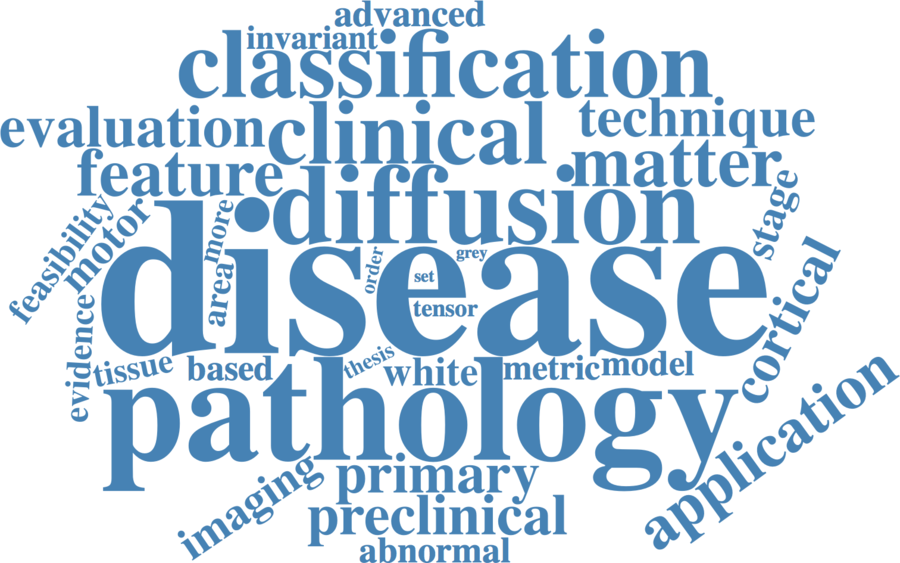 advanced
invariant
classification
evaluation
clinical
technique
feature
matter
diffusion
stage
feasibility
motor
more
disease
order
grey
set
area
tensor
cortical
evidence
tissue
based
thesis
white
metric
model
pathology
application
imaging
primary
preclinical
abnormal